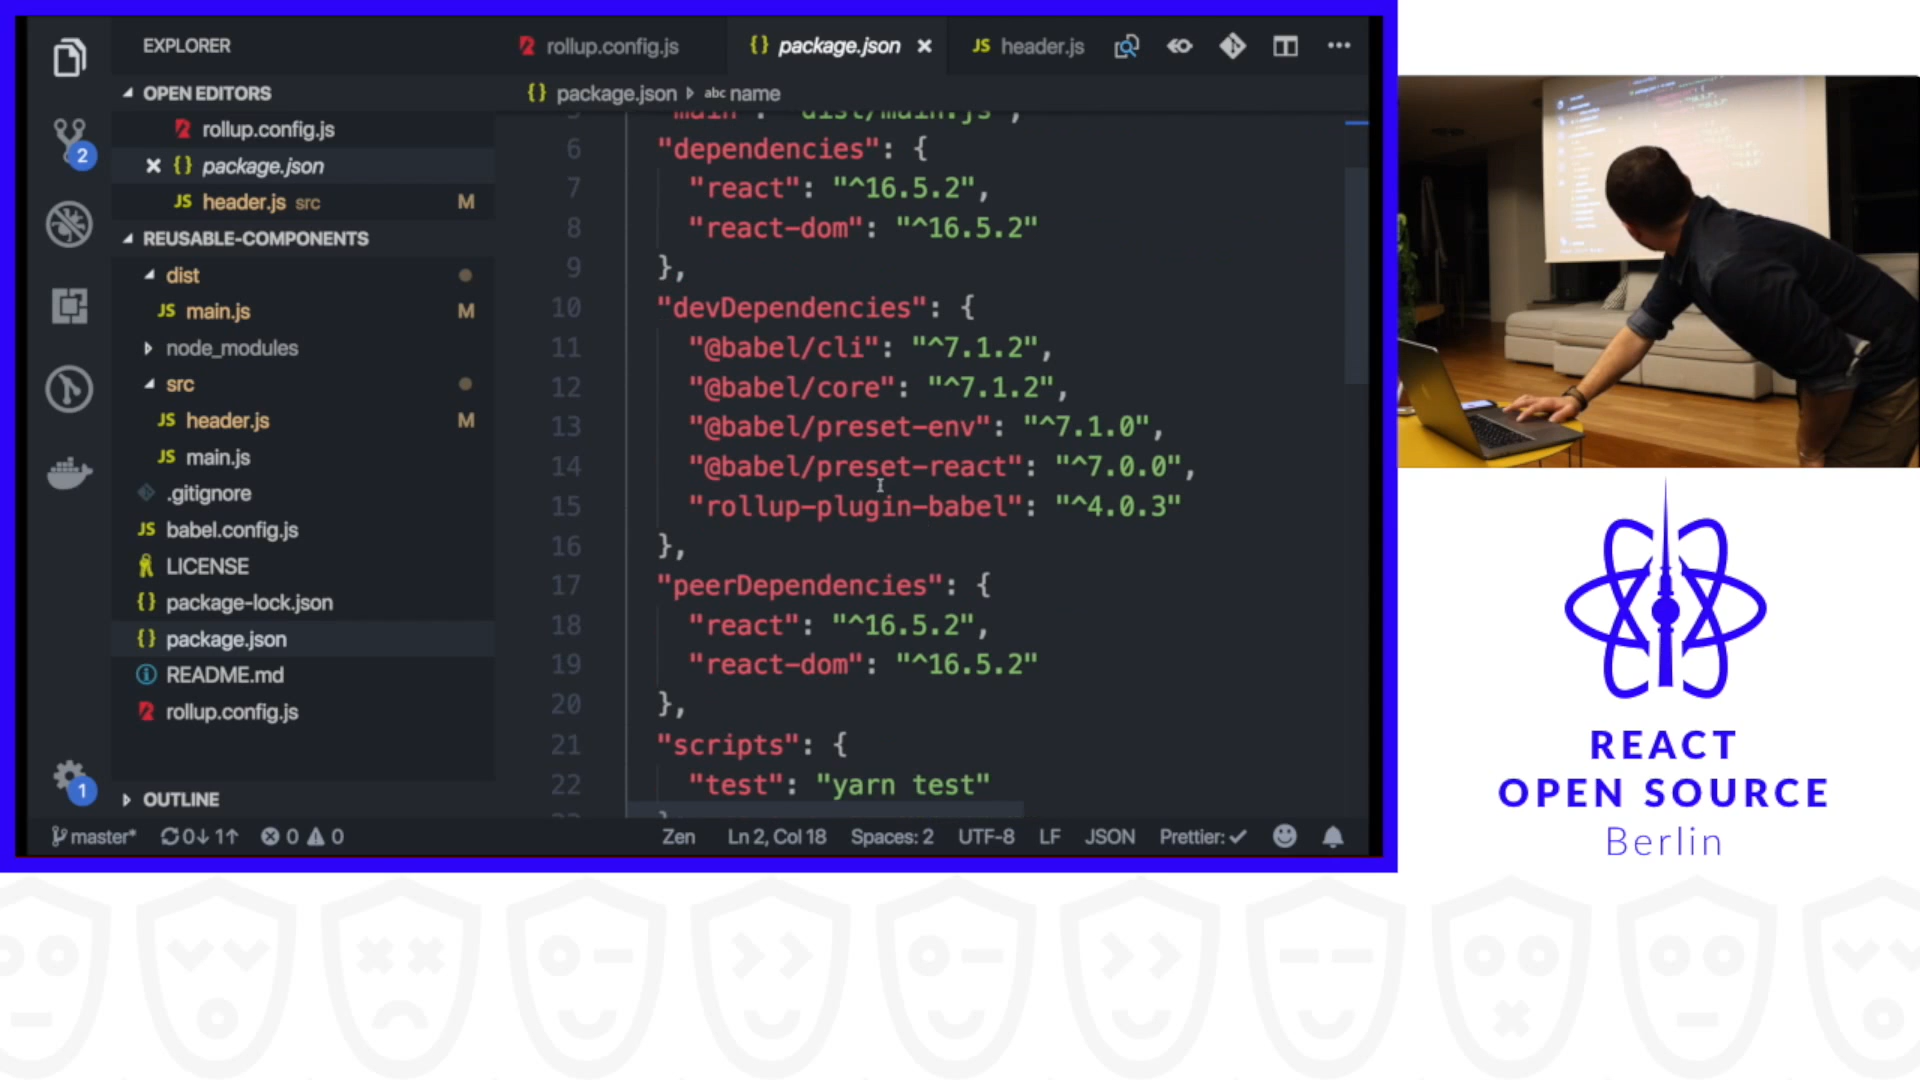 EXPLORER
OPEN EDITORS
rollup.config.js
package.json
header.js src M
REUSABLE-COMPONENTS
dist
JS main.js M
node_modules
src
JS header.js M
JS main.js
.gitignore
JS babel.config.js
LICENSE
{} package-lock.json
{} package.json
README.md
rollup.config.js
OUTLINE
2
1
rollup.config.js
{} package.json
JS header.js
{} package.json abc name
"main": "dist/main.js",
6 "dependencies": {
7 "react": "^16.5.2",
8 "react-dom": "^16.5.2"
9 },
10 "devDependencies": {
11 "@babel/cli": "^7.1.2",
12 "@babel/core": "^7.1.2",
13 "@babel/preset-env": "^7.1.0",
14 "@babel/preset-react": "^7.0.0",
15 "rollup-plugin-babel": "^4.0.3"
16 },
17 "peerDependencies": {
18 "react": "^16.5.2",
19 "react-dom": "^16.5.2"
20 },
21 "scripts": {
22 "test": "yarn test"
master* 0↓ 1↑ 0 0
Zen Ln 2, Col 18 Spaces: 2 UTF-8 LF JSON Prettier: ✓
REACT
OPEN SOURCE
Berlin